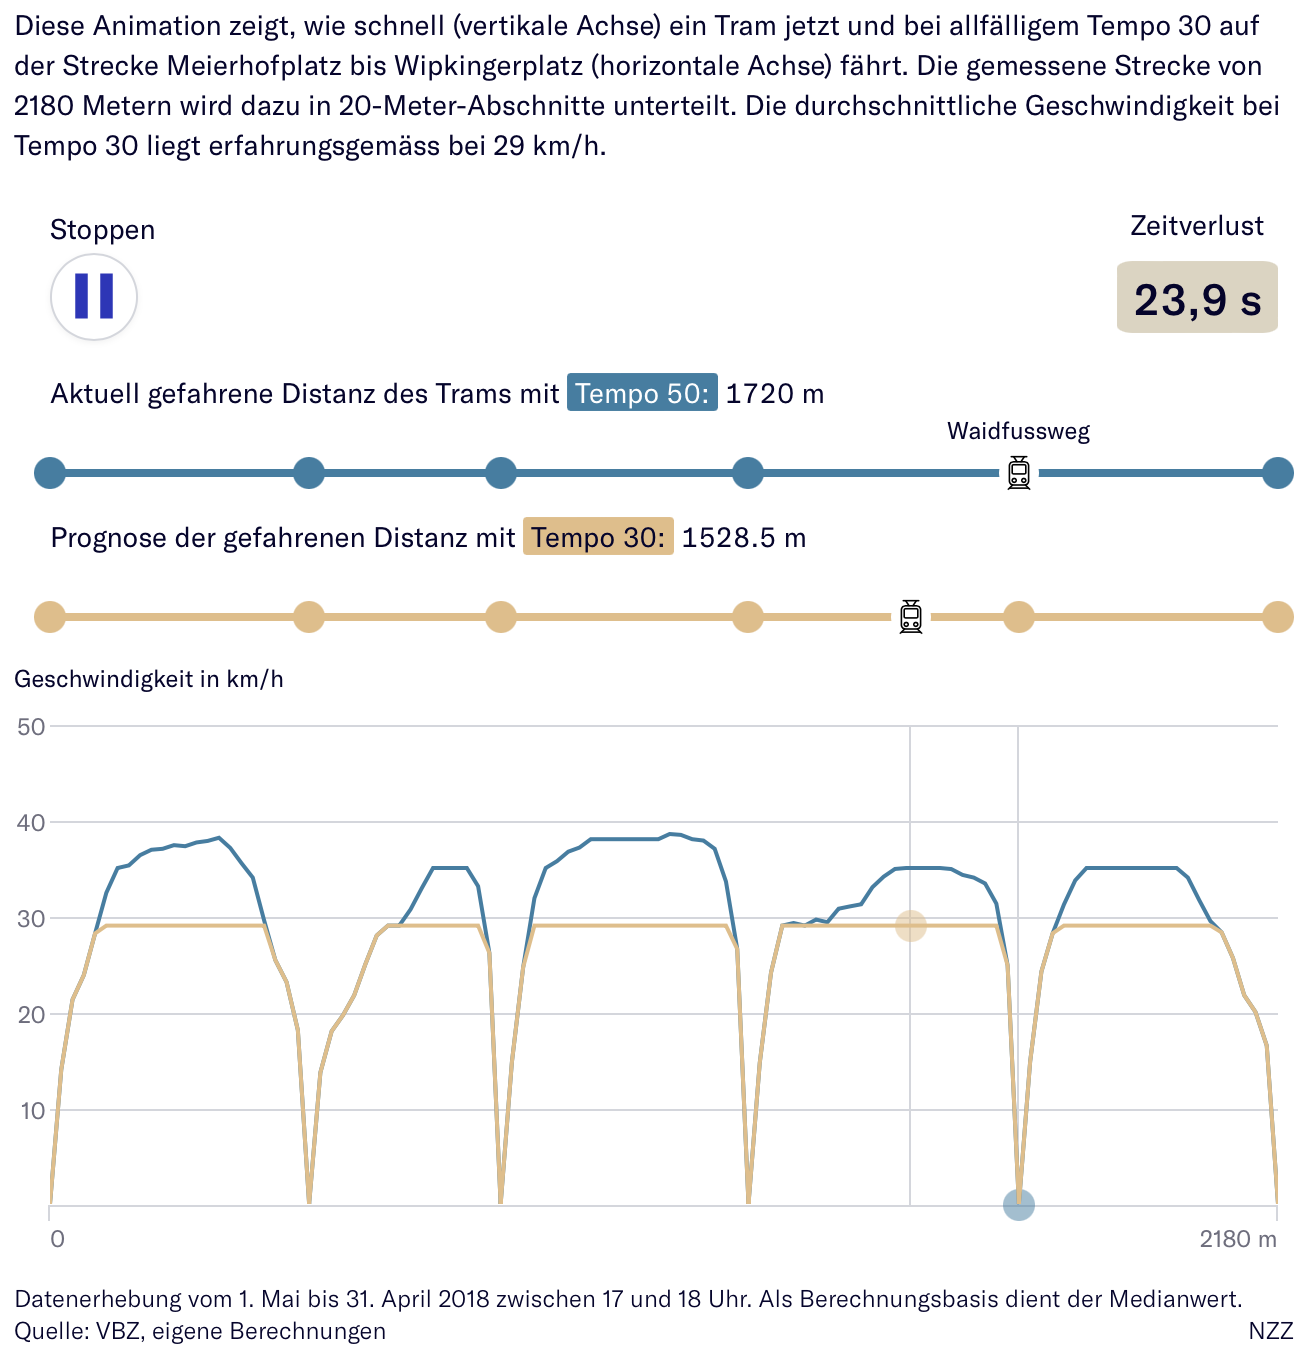 Diese Animation zeigt, wie schnell (vertikale Achse) ein Tram jetzt und bei allfälligem Tempo 30 auf
der Strecke Meierhofplatz bis Wipkingerplatz (horizontale Achse) fährt. Die gemessene Strecke von
2180 Metern wird dazu in 20-Meter-Abschnitte unterteilt. Die durchschnittliche Geschwindigkeit bei
Tempo 30 liegt erfahrungsgemäss bei 29 km/h.
Stoppen
Zeitverlust
23,9 s
Aktuell gefahrene Distanz des Trams mit Tempo 50: 1720 m
Waidfussweg
Prognose der gefahrenen Distanz mit Tempo 30: 1528.5 m
Geschwindigkeit in km/h
50
40
30
20
10
0
2180 m
Datenerhebung vom 1. Mai bis 31. April 2018 zwischen 17 und 18 Uhr. Als Berechnungsbasis dient der Medianwert.
Quelle: VBZ, eigene Berechnungen
NZZ